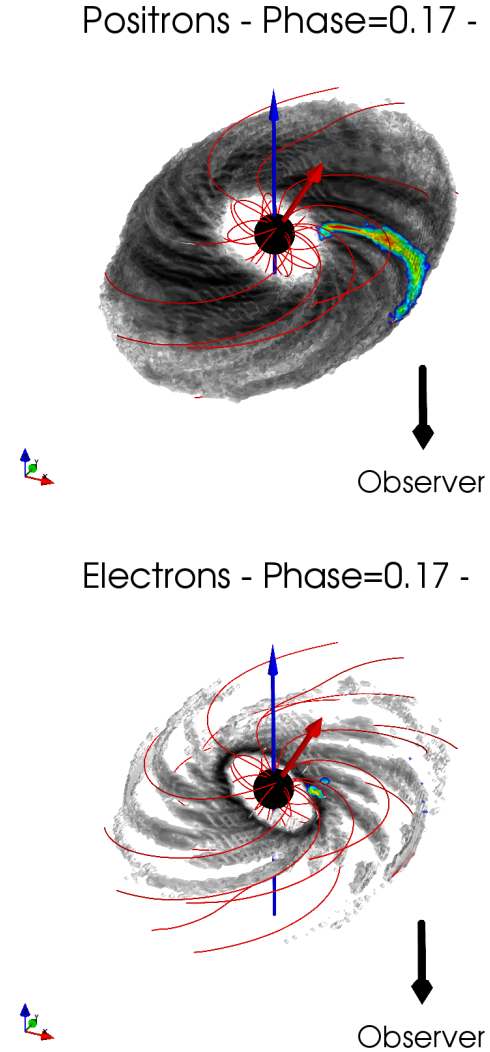 Positrons - Phase=0.17 -
Observer
Y
X
Electrons - Phase=0.17 -
Observer
Y
X